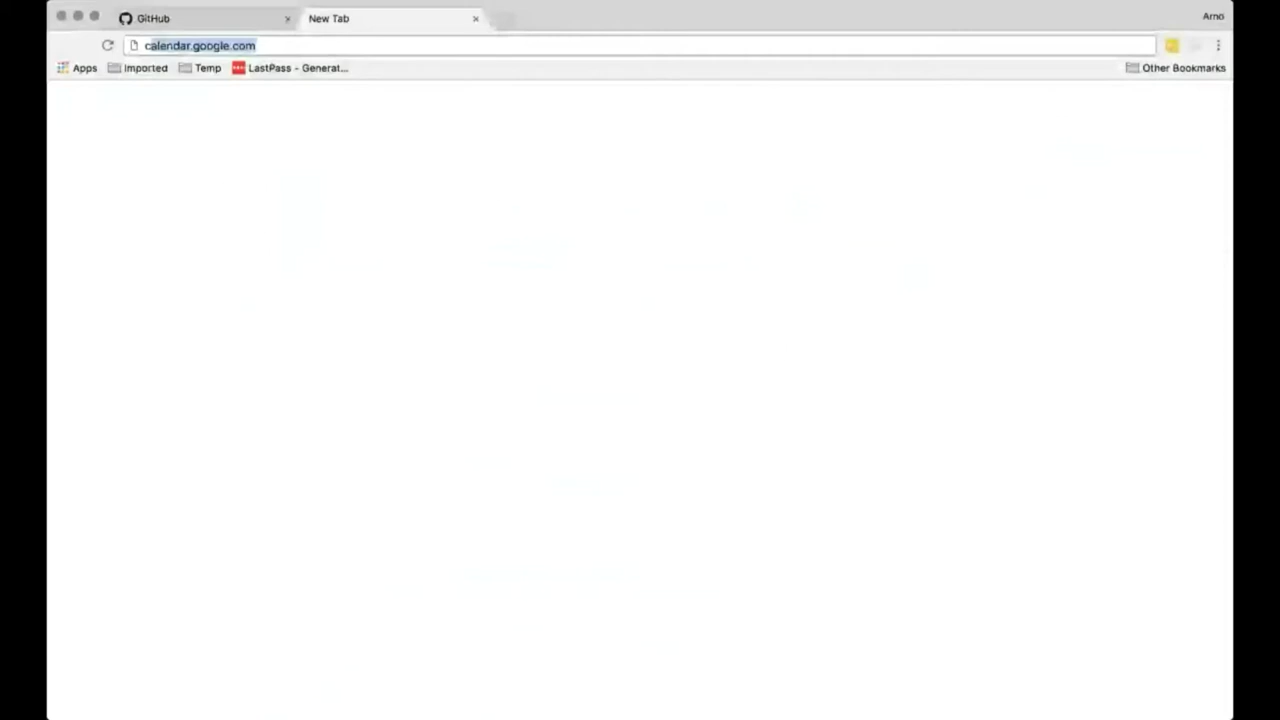 GitHub
New Tab
Arno
calendar.google.com
Apps
Imported
Temp
LastPass - Generat...
Other Bookmarks